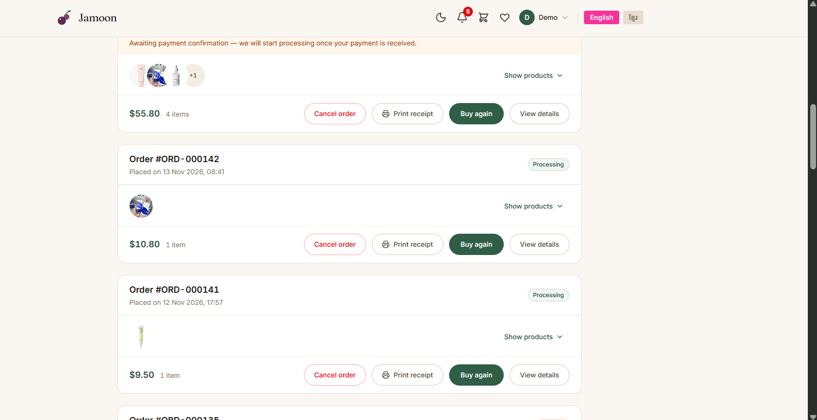 Jamoon
5
D Demo
English
ខ្មែរ
Awaiting payment confirmation — we will start processing once your payment is received.
+1
Show products
$55.80 4 items
Cancel order
Print receipt
Buy again
View details
Order #ORD-000142
Processing
Placed on 13 Nov 2026, 08:41
Show products
$10.80 1 item
Cancel order
Print receipt
Buy again
View details
Order #ORD-000141
Processing
Placed on 12 Nov 2026, 17:57
Show products
$9.50 1 item
Cancel order
Print receipt
Buy again
View details
Order #ORD-000135